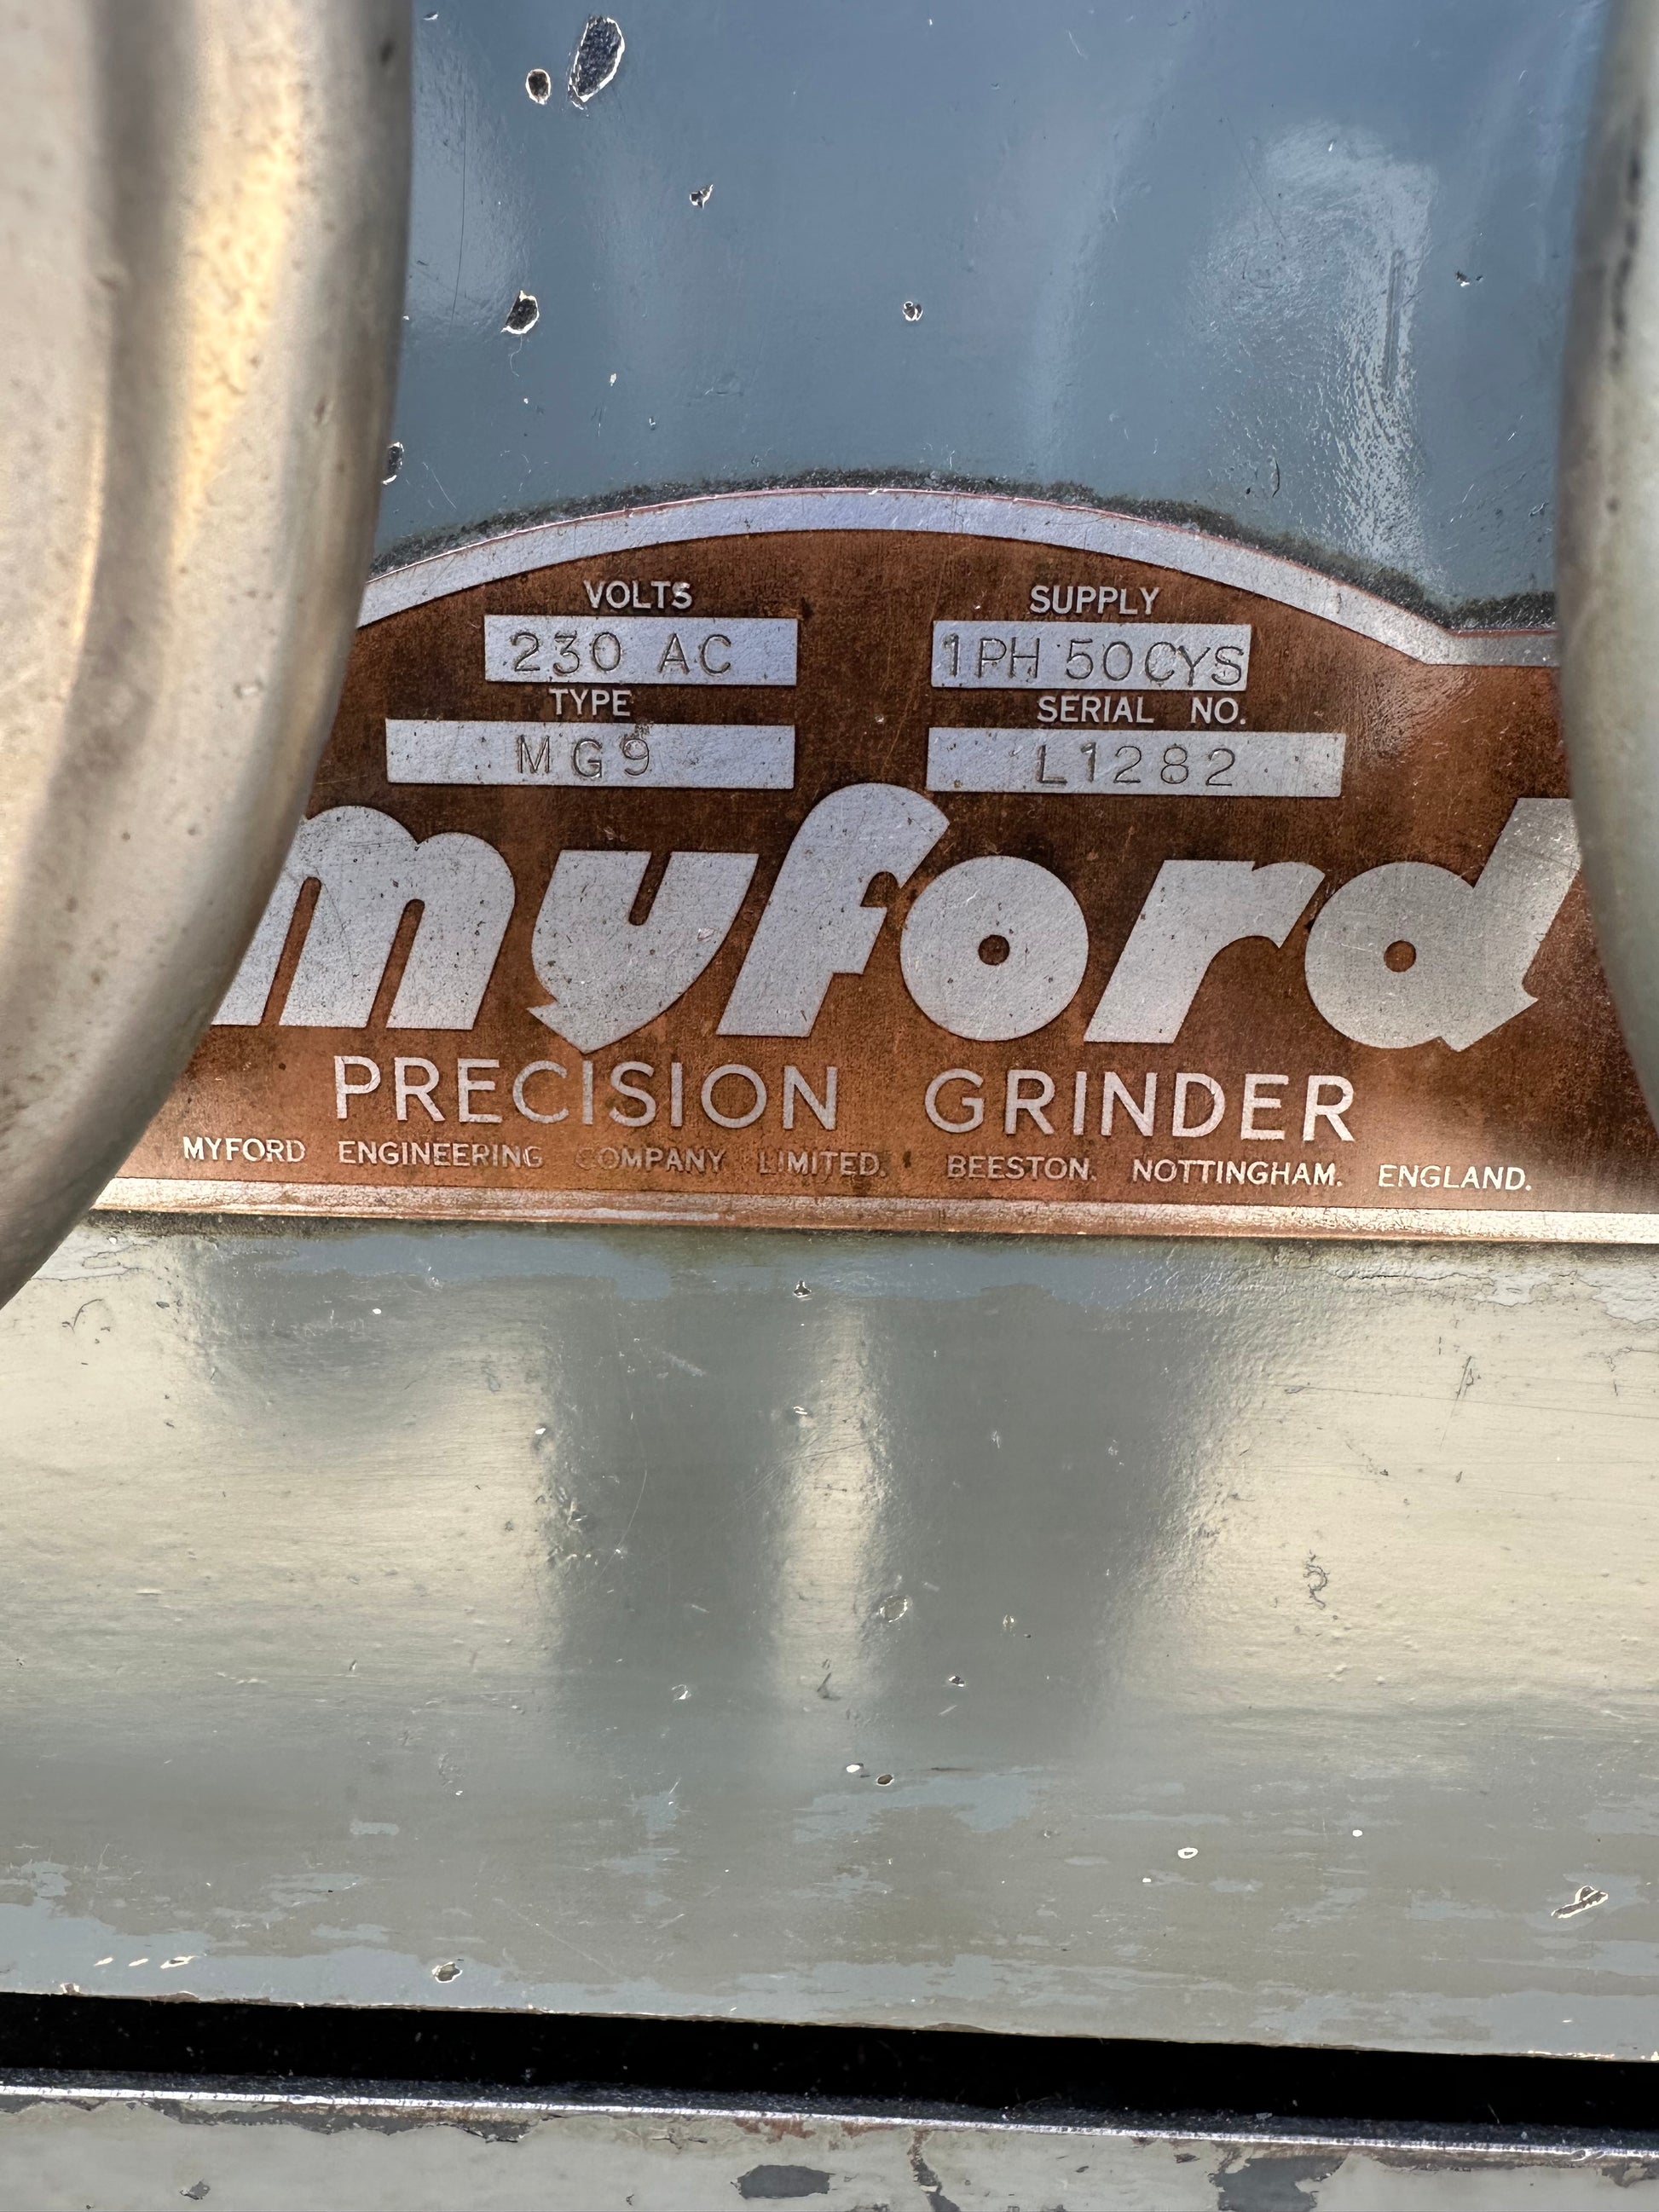 VOLTS SUPPLY
230 AC 1PH 50CYS
TYPE SERIAL NO.
MG9 L1282
myford
PRECISION GRINDER
MYFORD ENGINEERING COMPANY LIMITED. BEESTON. NOTTINGHAM. ENGLAND.